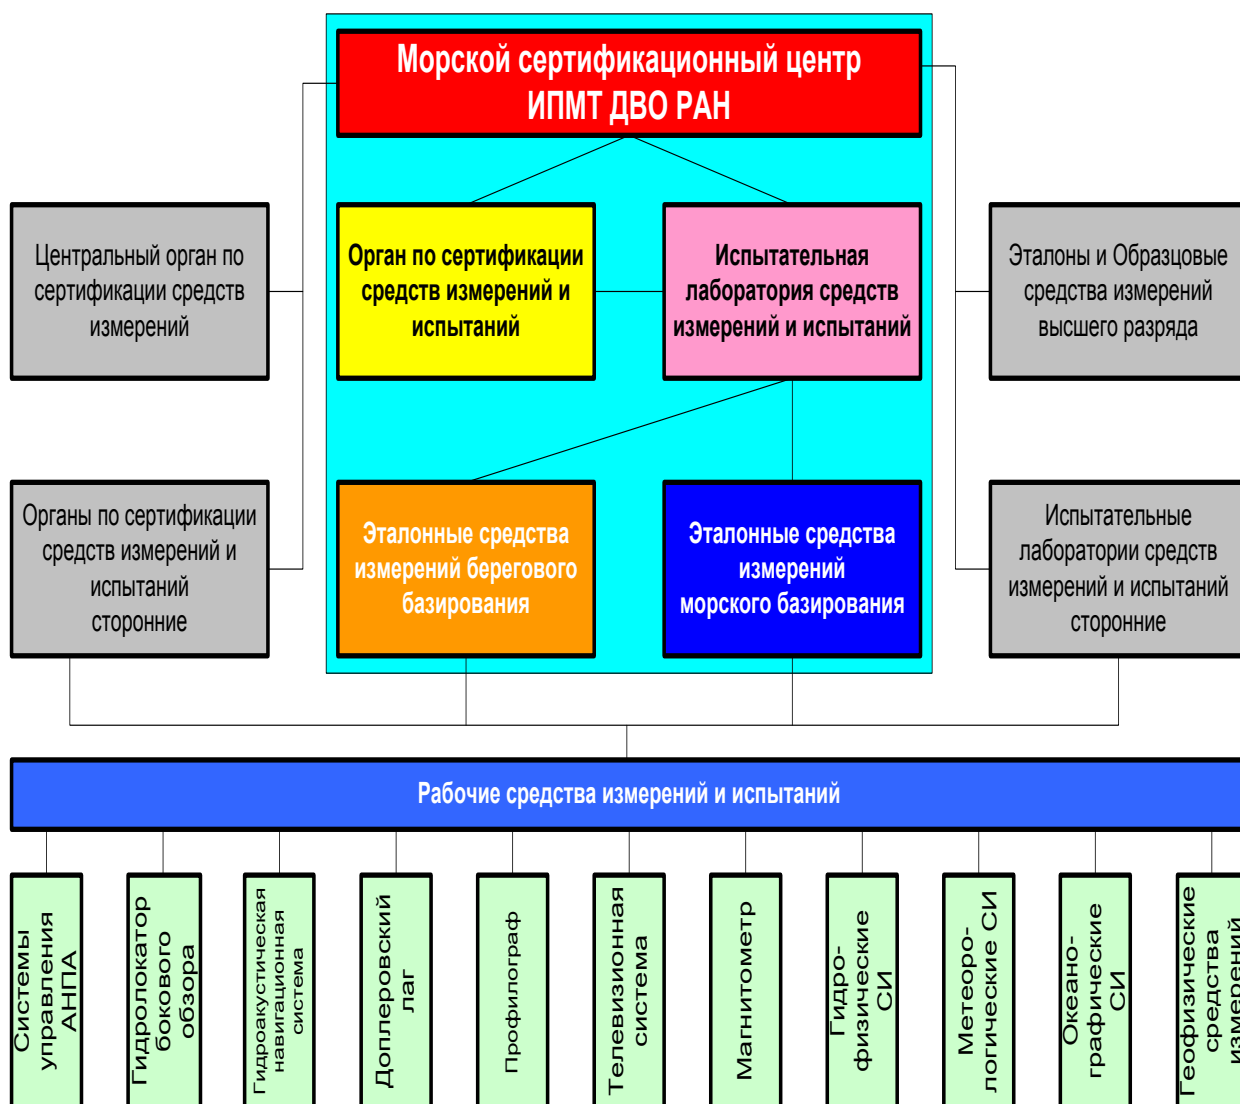 Морской сертификационный центр
ИПМТ ДВО РАН
Центральный орган по
сертификации средств
измерений
Орган по сертификации
средств измерений и
испытаний
Испытательная
лаборатория средств
измерений и испытаний
Эталоны и Образцовые
средства измерений
высшего разряда
Органы по сертификации
средств измерений и
испытаний
сторонние
Эталонные средства
измерений берегового
базирования
Эталонные средства
измерений
морского базирования
Испытательные
лаборатории средств
измерений и испытаний
сторонние
Рабочие средства измерений и испытаний
Системы
управления
АНПА
Гидролокатор
бокового
обзора
Гидроакустическая
навигационная
система
Доплеровский
лаг
Профилограф
Телевизионная
система
Магнитометр
Гидро-
физические
СИ
Метеоро-
логические СИ
Океано-
графические
СИ
Геофизические
средства
измерений